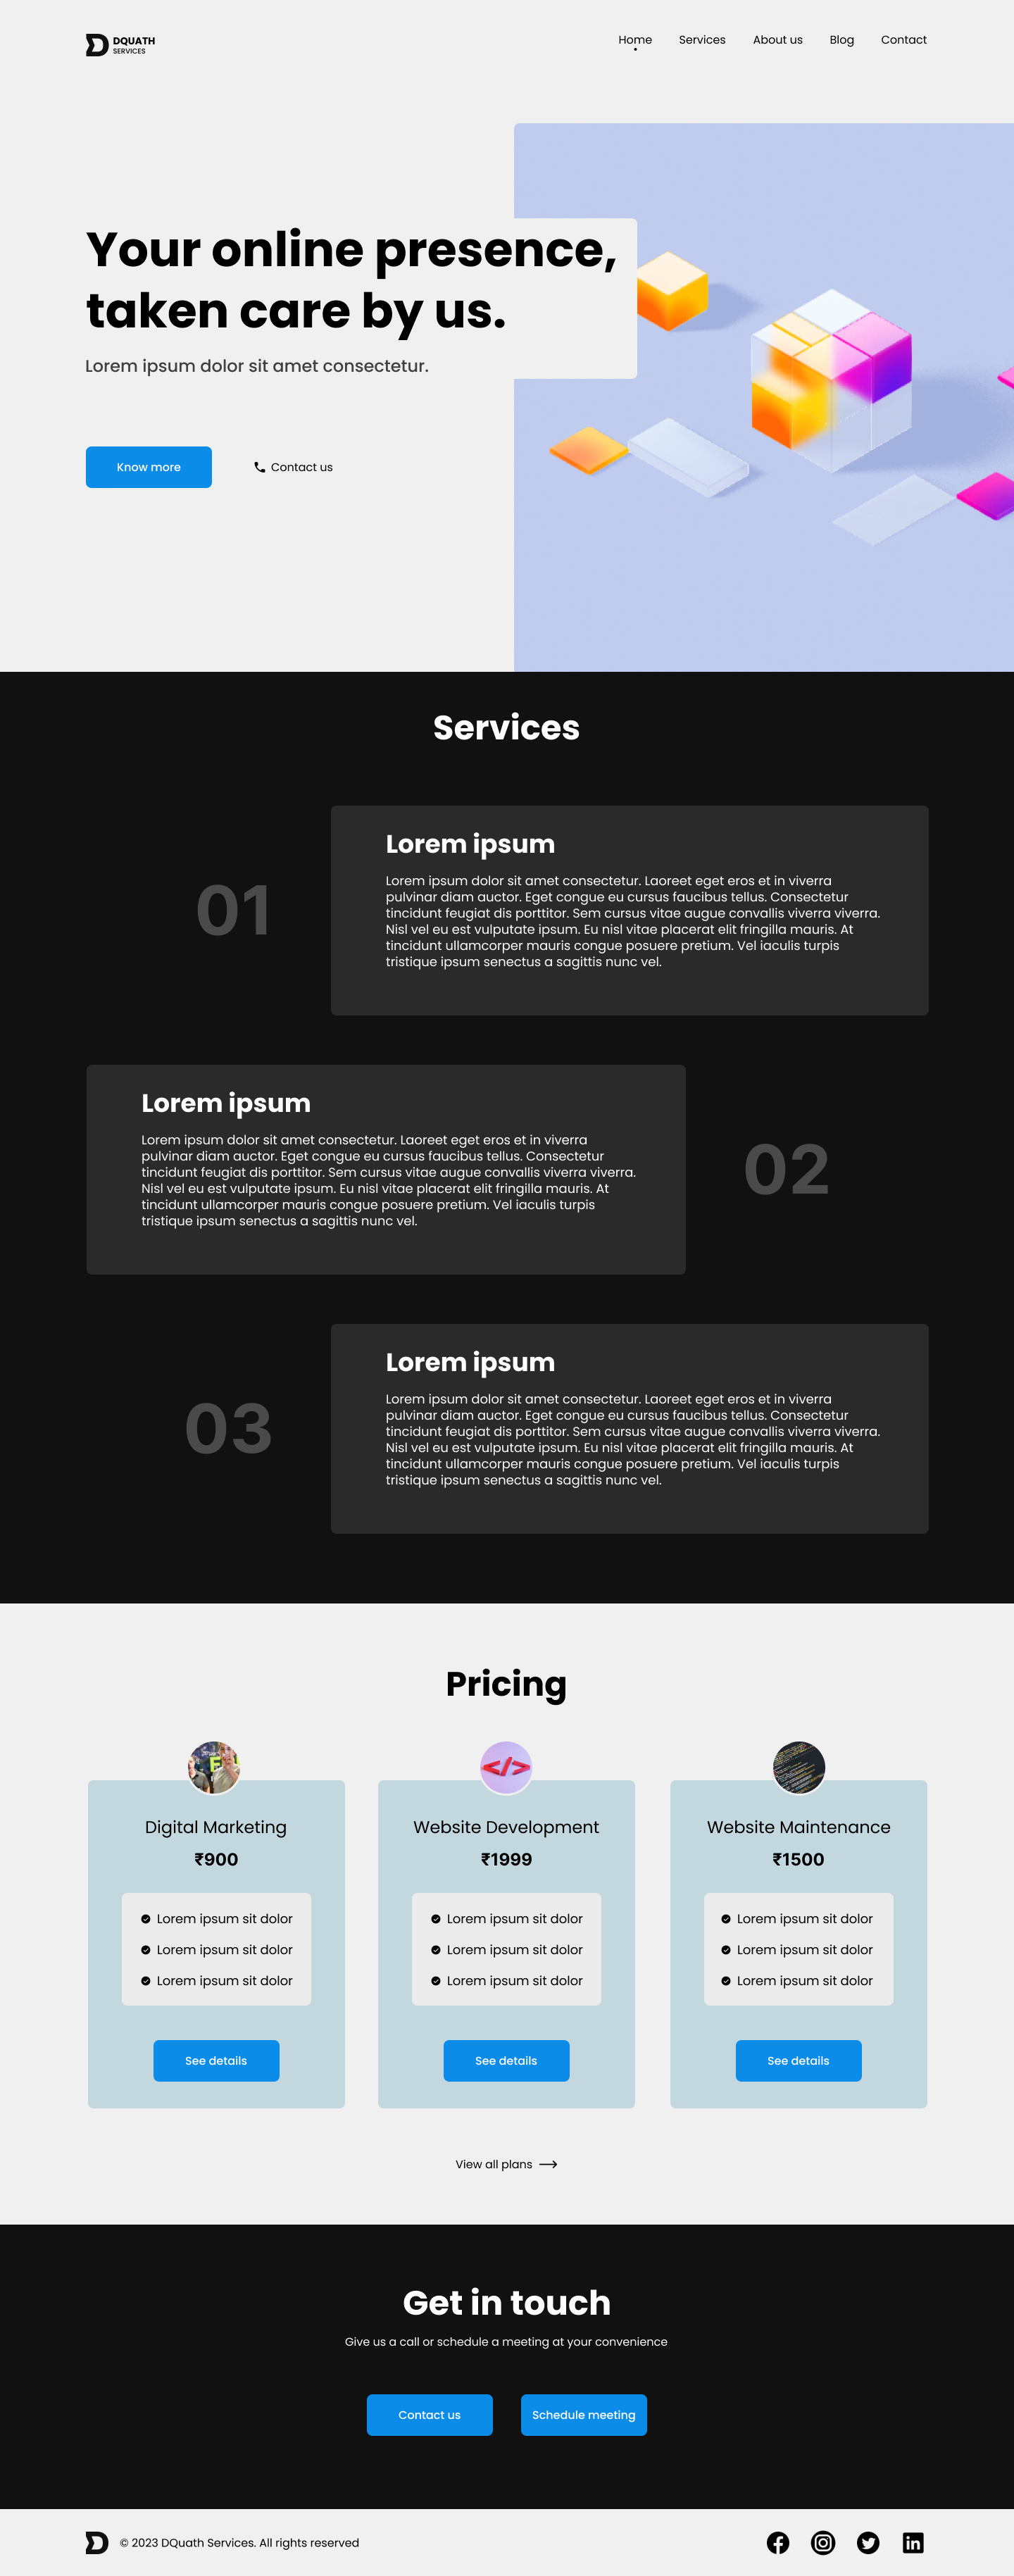 DQUATH
SERVICES
Home
Services
About us
Blog
Contact
Your online presence,
taken care by us.
Lorem ipsum dolor sit amet consectetur.
Know more
Contact us
Services
01
Lorem ipsum
Lorem ipsum dolor sit amet consectetur. Laoreet eget eros et in viverra
pulvinar diam auctor. Eget congue eu cursus faucibus tellus. Consectetur
tincidunt feugiat dis porttitor. Sem cursus vitae augue convallis viverra viverra.
Nisl vel eu est vulputate ipsum. Eu nisl vitae placerat elit fringilla mauris. At
tincidunt ullamcorper mauris congue posuere pretium. Vel iaculis turpis
tristique ipsum senectus a sagittis nunc vel.
Lorem ipsum
Lorem ipsum dolor sit amet consectetur. Laoreet eget eros et in viverra
pulvinar diam auctor. Eget congue eu cursus faucibus tellus. Consectetur
tincidunt feugiat dis porttitor. Sem cursus vitae augue convallis viverra viverra.
Nisl vel eu est vulputate ipsum. Eu nisl vitae placerat elit fringilla mauris. At
tincidunt ullamcorper mauris congue posuere pretium. Vel iaculis turpis
tristique ipsum senectus a sagittis nunc vel.
02
03
Lorem ipsum
Lorem ipsum dolor sit amet consectetur. Laoreet eget eros et in viverra
pulvinar diam auctor. Eget congue eu cursus faucibus tellus. Consectetur
tincidunt feugiat dis porttitor. Sem cursus vitae augue convallis viverra viverra.
Nisl vel eu est vulputate ipsum. Eu nisl vitae placerat elit fringilla mauris. At
tincidunt ullamcorper mauris congue posuere pretium. Vel iaculis turpis
tristique ipsum senectus a sagittis nunc vel.
Pricing
Digital Marketing
₹900
Lorem ipsum sit dolor
Lorem ipsum sit dolor
Lorem ipsum sit dolor
See details
</>
Website Development
₹1999
Lorem ipsum sit dolor
Lorem ipsum sit dolor
Lorem ipsum sit dolor
See details
Website Maintenance
₹1500
Lorem ipsum sit dolor
Lorem ipsum sit dolor
Lorem ipsum sit dolor
See details
View all plans
Get in touch
Give us a call or schedule a meeting at your convenience
Contact us
Schedule meeting
© 2023 DQuath Services. All rights reserved